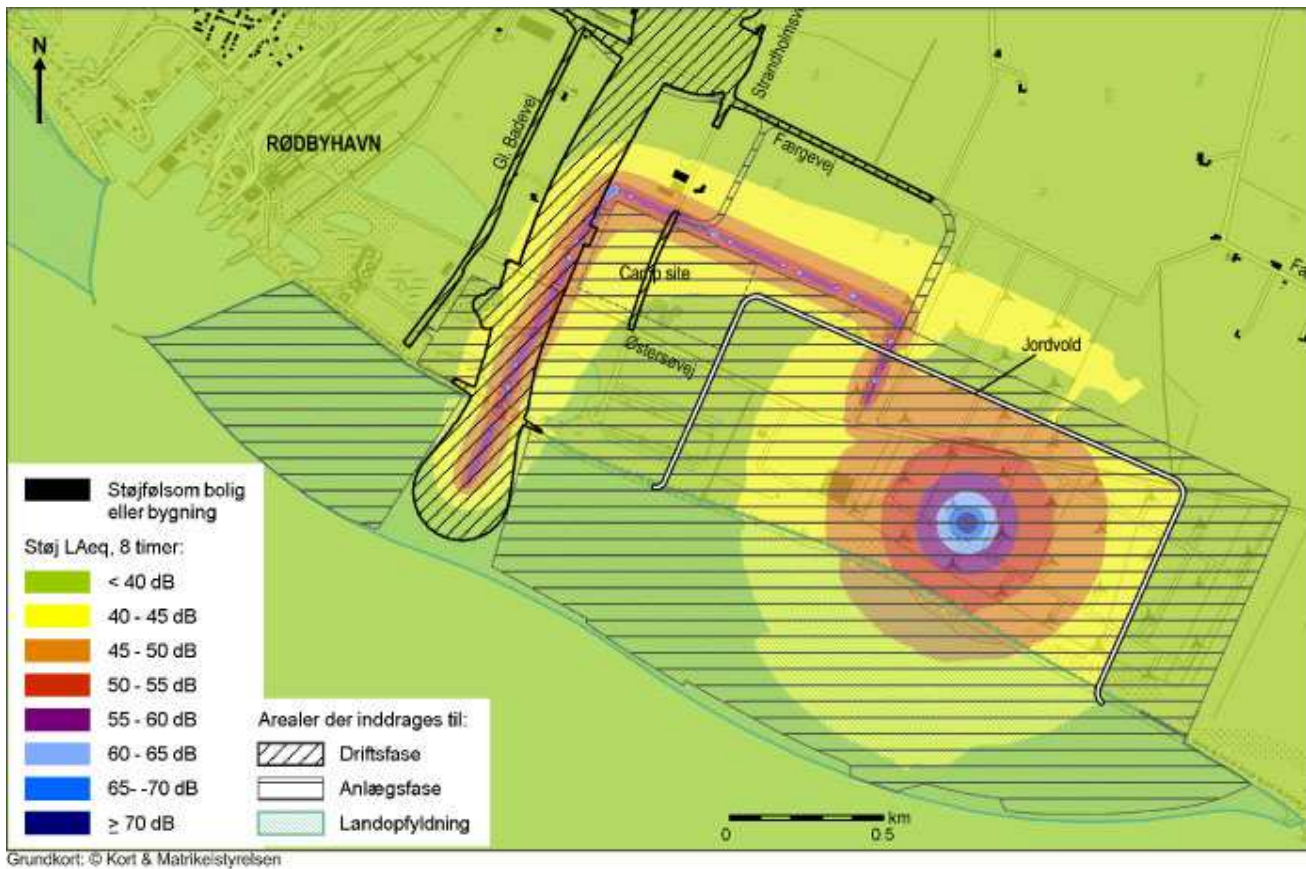 N
RØDBYHAVN
Gl. Badevej
Færgevej
Camp site
Østersøvej
Jordvold
Støjfølsom bolig
eller bygning
Støj LAeq, 8 timer:
< 40 dB
40 - 45 dB
45 - 50 dB
50 - 55 dB
55 - 60 dB
60 - 65 dB
65- -70 dB
≥ 70 dB
Arealer der inddrages til:
Driftsfase
Anlægsfase
Landopfyldning
km
0
0.5
Grundkort: © Kort & Matrikelstyrelsen